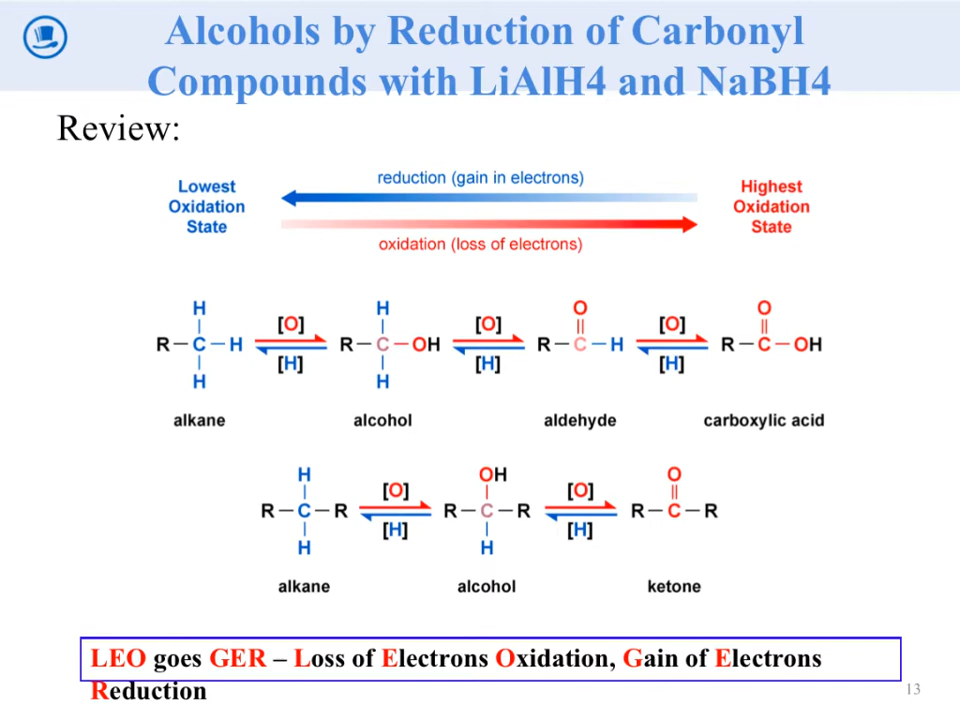 Alcohols by Reduction of Carbonyl
Compounds with LiAlH4 and NaBH4
Review:
reduction (gain in electrons)
Lowest
Oxidation
State
Highest
Oxidation
State
oxidation (loss of electrons)
H H O O
[O] [O] [O]
R–C–H R–C–OH R–C–H R–C–OH
[H] [H] [H]
H H
alkane alcohol aldehyde carboxylic acid
H OH O
[O] [O]
R–C–R R–C–R R–C–R
[H] [H]
H H
alkane alcohol ketone
LEO goes GER – Loss of Electrons Oxidation, Gain of Electrons
Reduction
13